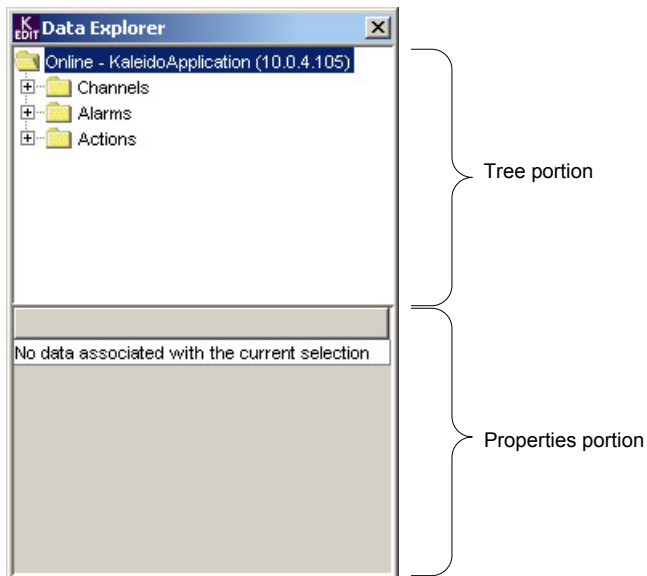 K EDIT Data Explorer
Online - KaleidoApplication (10.0.4.105)
Channels
Alarms
Actions
Tree portion
No data associated with the current selection
Properties portion